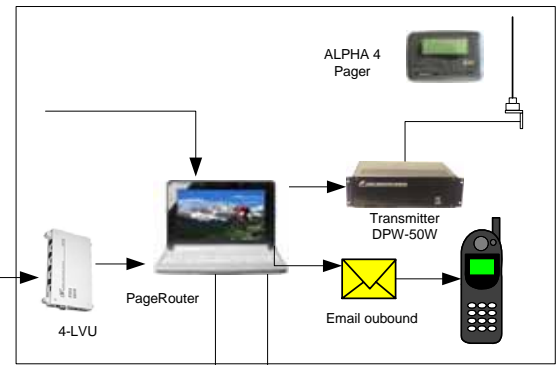 ALPHA 4
Pager
Transmitter
DPW-50W
PageRouter
Email oubound
4-LVU